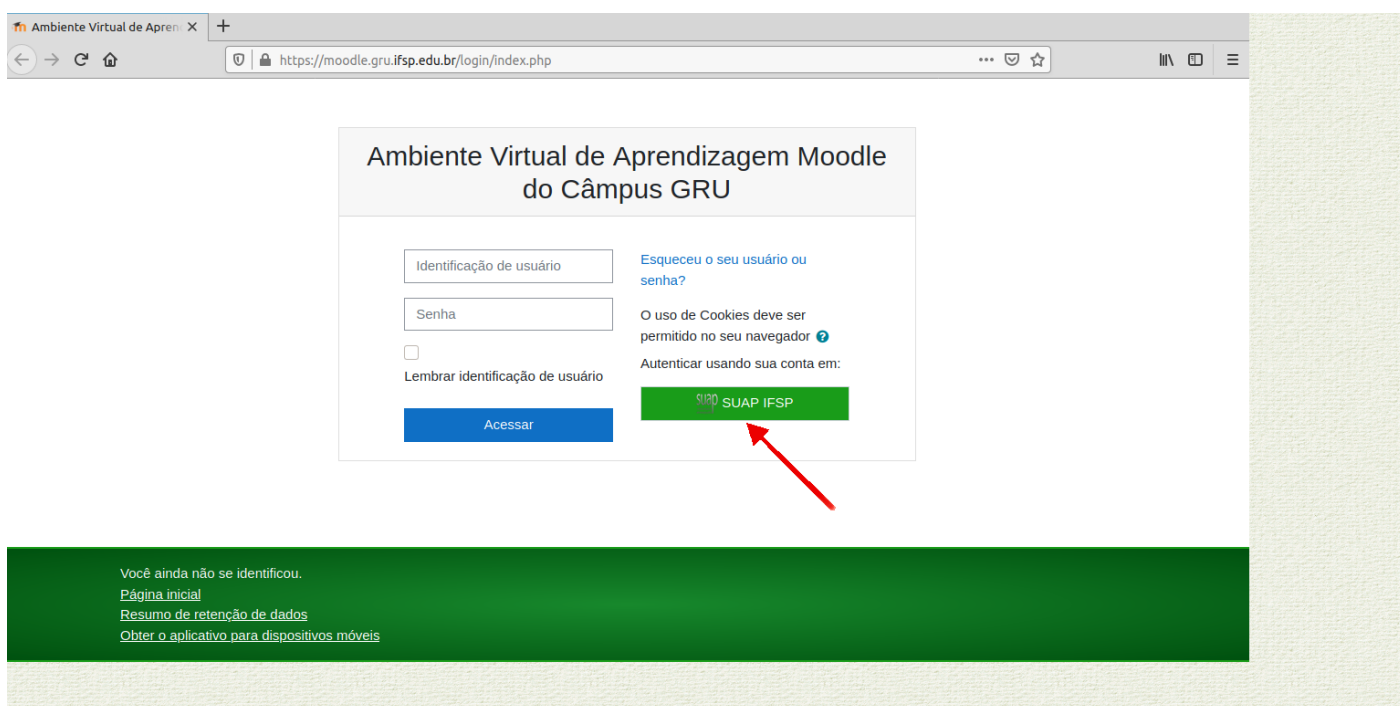 Ambiente Virtual de Apren
https://moodle.gru.ifsp.edu.br/login/index.php
Ambiente Virtual de Aprendizagem Moodle
do Câmpus GRU
Identificação de usuário
Senha
Lembrar identificação de usuário
Acessar
Esqueceu o seu usuário ou
senha?
O uso de Cookies deve ser
permitido no seu navegador
Autenticar usando sua conta em:
suap SUAP IFSP
Você ainda não se identificou.
Página inicial
Resumo de retenção de dados
Obter o aplicativo para dispositivos móveis